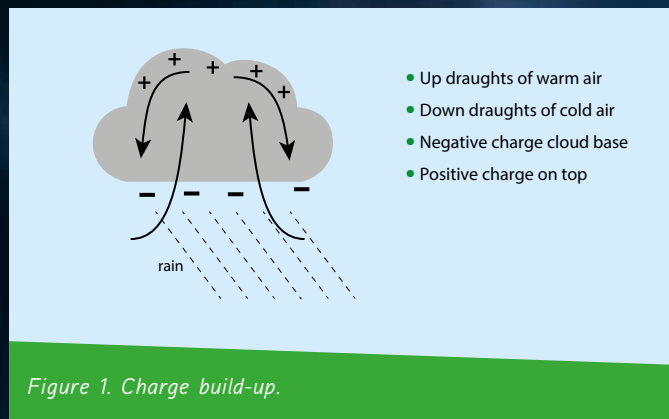 + + + + +
• Up draughts of warm air
• Down draughts of cold air
• Negative charge cloud base
• Positive charge on top
– – – –
rain
Figure 1. Charge build-up.